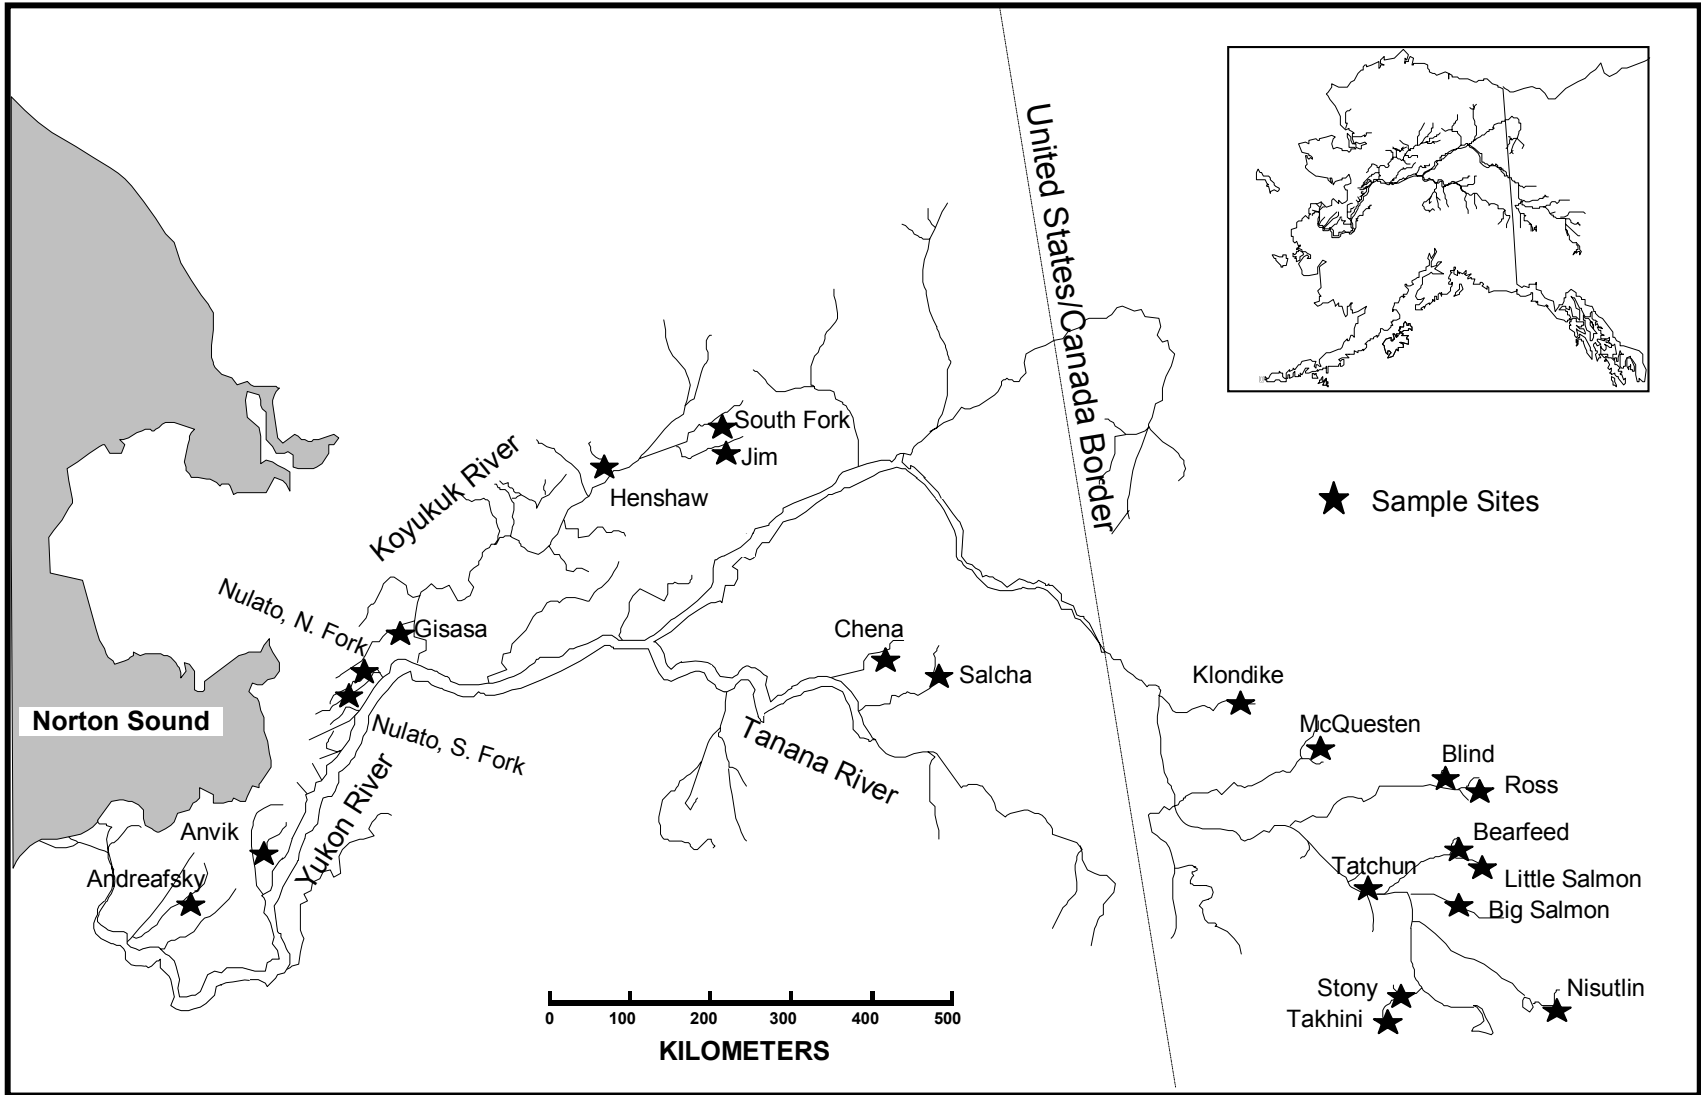 United States/Canada Border
South Fork
Jim
Koyukuk River
Henshaw
Sample Sites
Nulato, N. Fork
Gisasa
Chena
Salcha
Klondike
Norton Sound
Nulato, S. Fork
Tanana River
McQuesten
Blind
Ross
Yukon River
Anvik
Bearfeed
Tatchun
Andreafsky
Little Salmon
Big Salmon
Stony
Nisutlin
Takhini
0 100 200 300 400 500
KILOMETERS